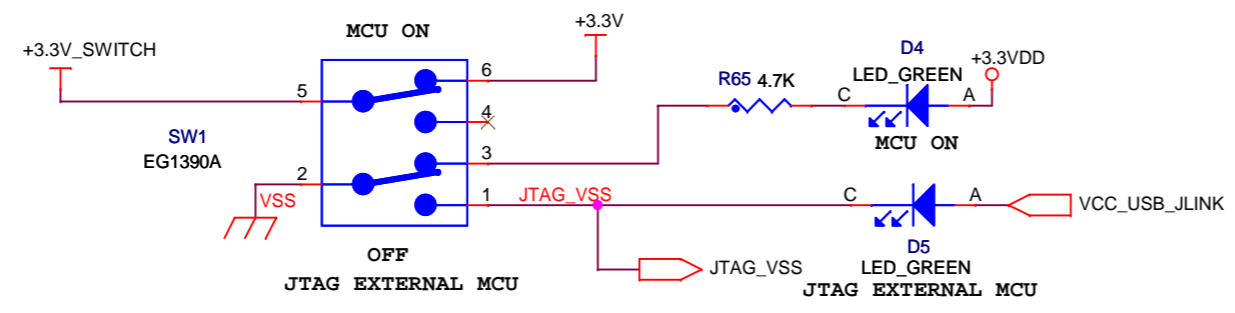 MCU ON
+3.3V
+3.3V_SWITCH
D4
+3.3VDD
LED_GREEN
R65 4.7K
6
5
C
A
4
SW1
MCU ON
EG1390A
3
2
VSS
1
JTAG_VSS
C
A
VCC_USB_JLINK
OFF
D5
JTAG_VSS
LED_GREEN
JTAG EXTERNAL MCU
JTAG EXTERNAL MCU